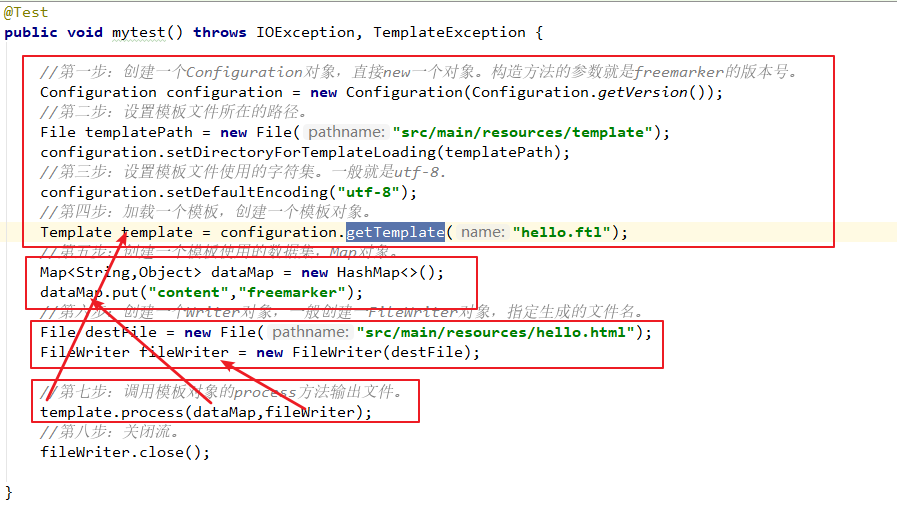 @Test
public void mytest() throws IOException, TemplateException {
//第一步：创建一个Configuration对象，直接new一个对象。构造方法的参数就是freemarker的版本号。
Configuration configuration = new Configuration(Configuration.getVersion());
//第二步：设置模板文件所在的路径。
File templatePath = new File( pathname: "src/main/resources/template");
configuration.setDirectoryForTemplateLoading(templatePath);
//第三步：设置模板文件使用的字符集。一般就是utf-8.
configuration.setDefaultEncoding("utf-8");
//第四步：加载一个模板，创建一个模板对象。
Template template = configuration.getTemplate( name: "hello.ftl");
//第五步：创建一个模板使用的数据集，Map对象。
Map<String,Object> dataMap = new HashMap<>();
dataMap.put("content","freemarker");
//第六步：创建一个Writer对象，一般创建一FileWriter对象，指定生成的文件名。
File destFile = new File( pathname: "src/main/resources/hello.html");
FileWriter fileWriter = new FileWriter(destFile);
//第七步：调用模板对象的process方法输出文件。
template.process(dataMap,fileWriter);
//第八步：关闭流。
fileWriter.close();
}